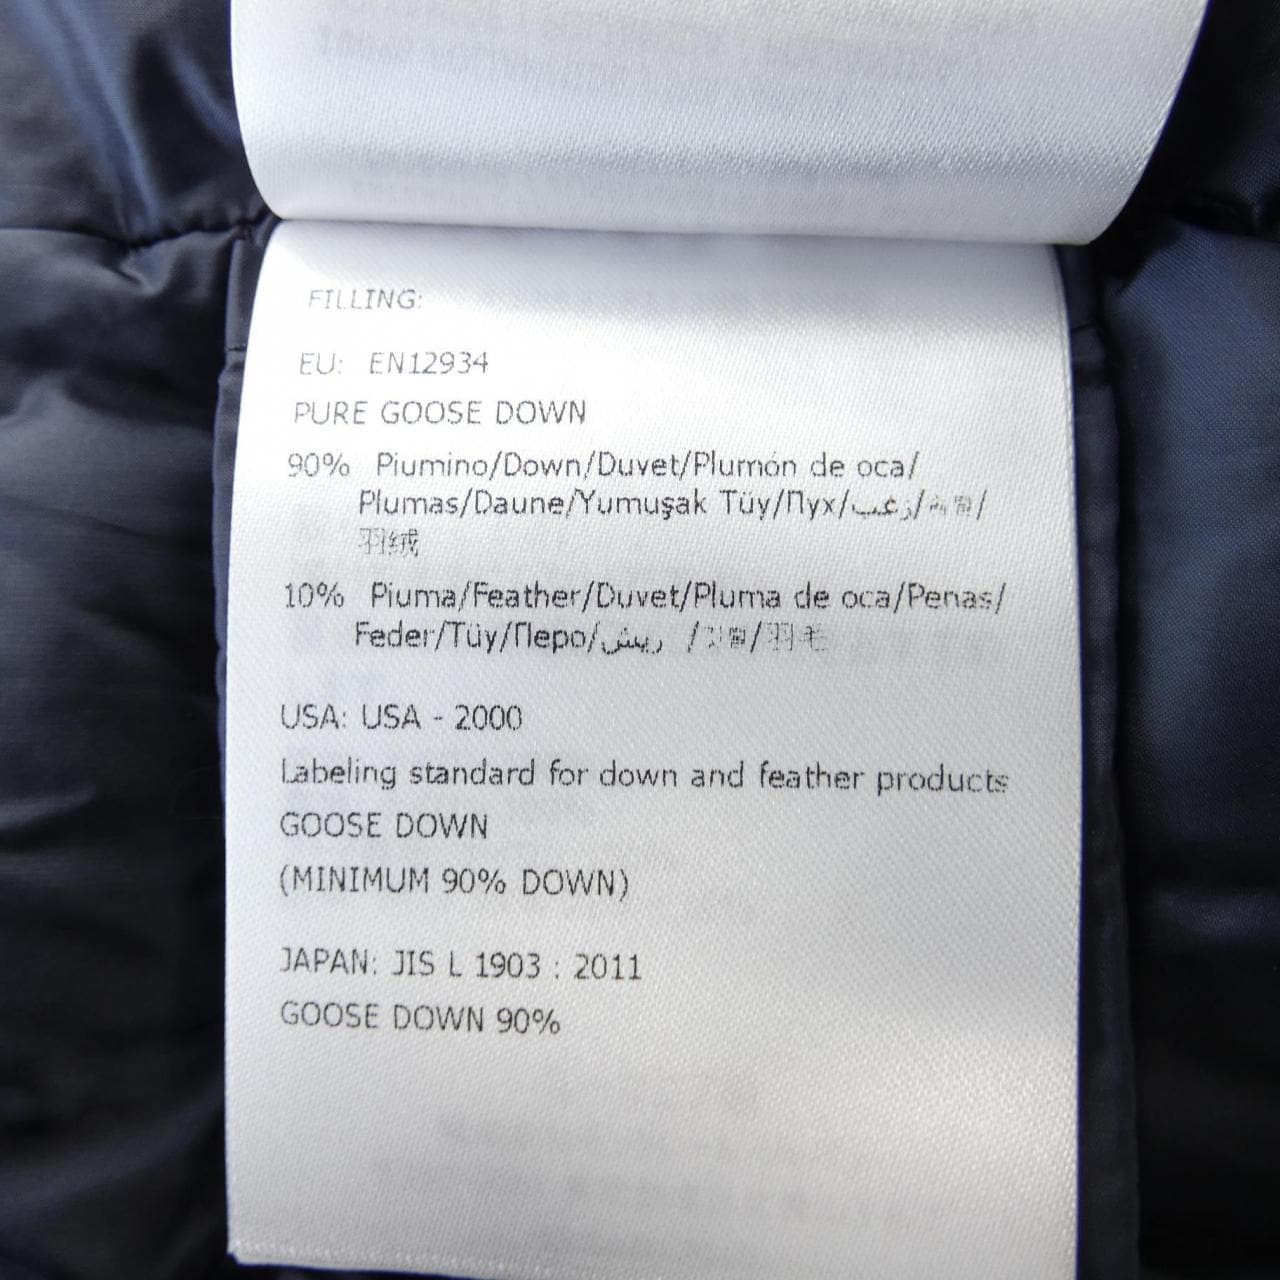 FILLING:
EU: EN12934
PURE GOOSE DOWN
90% Piumino/Down/Duvet/Plumón de oca/
Plumas/Daune/Yumuşak Tüy/Пух/زغب/
羽绒
10% Piuma/Feather/Duvet/Pluma de oca/Penas/
Feder/Tüy/Перо/ريش /깃털/羽毛
USA: USA - 2000
Labeling standard for down and feather products
GOOSE DOWN
(MINIMUM 90% DOWN)
JAPAN: JIS L 1903 : 2011
GOOSE DOWN 90%